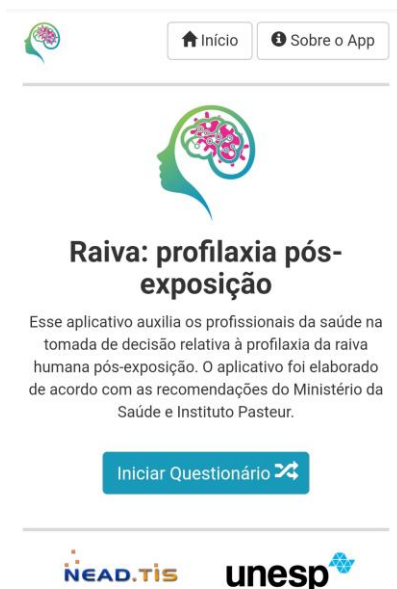 Início
Sobre o App
Raiva: profilaxia pós-
exposição
Esse aplicativo auxilia os profissionais da saúde na
tomada de decisão relativa à profilaxia da raiva
humana pós-exposição. O aplicativo foi elaborado
de acordo com as recomendações do Ministério da
Saúde e Instituto Pasteur.
Iniciar Questionário
NEAD.TIS
unesp